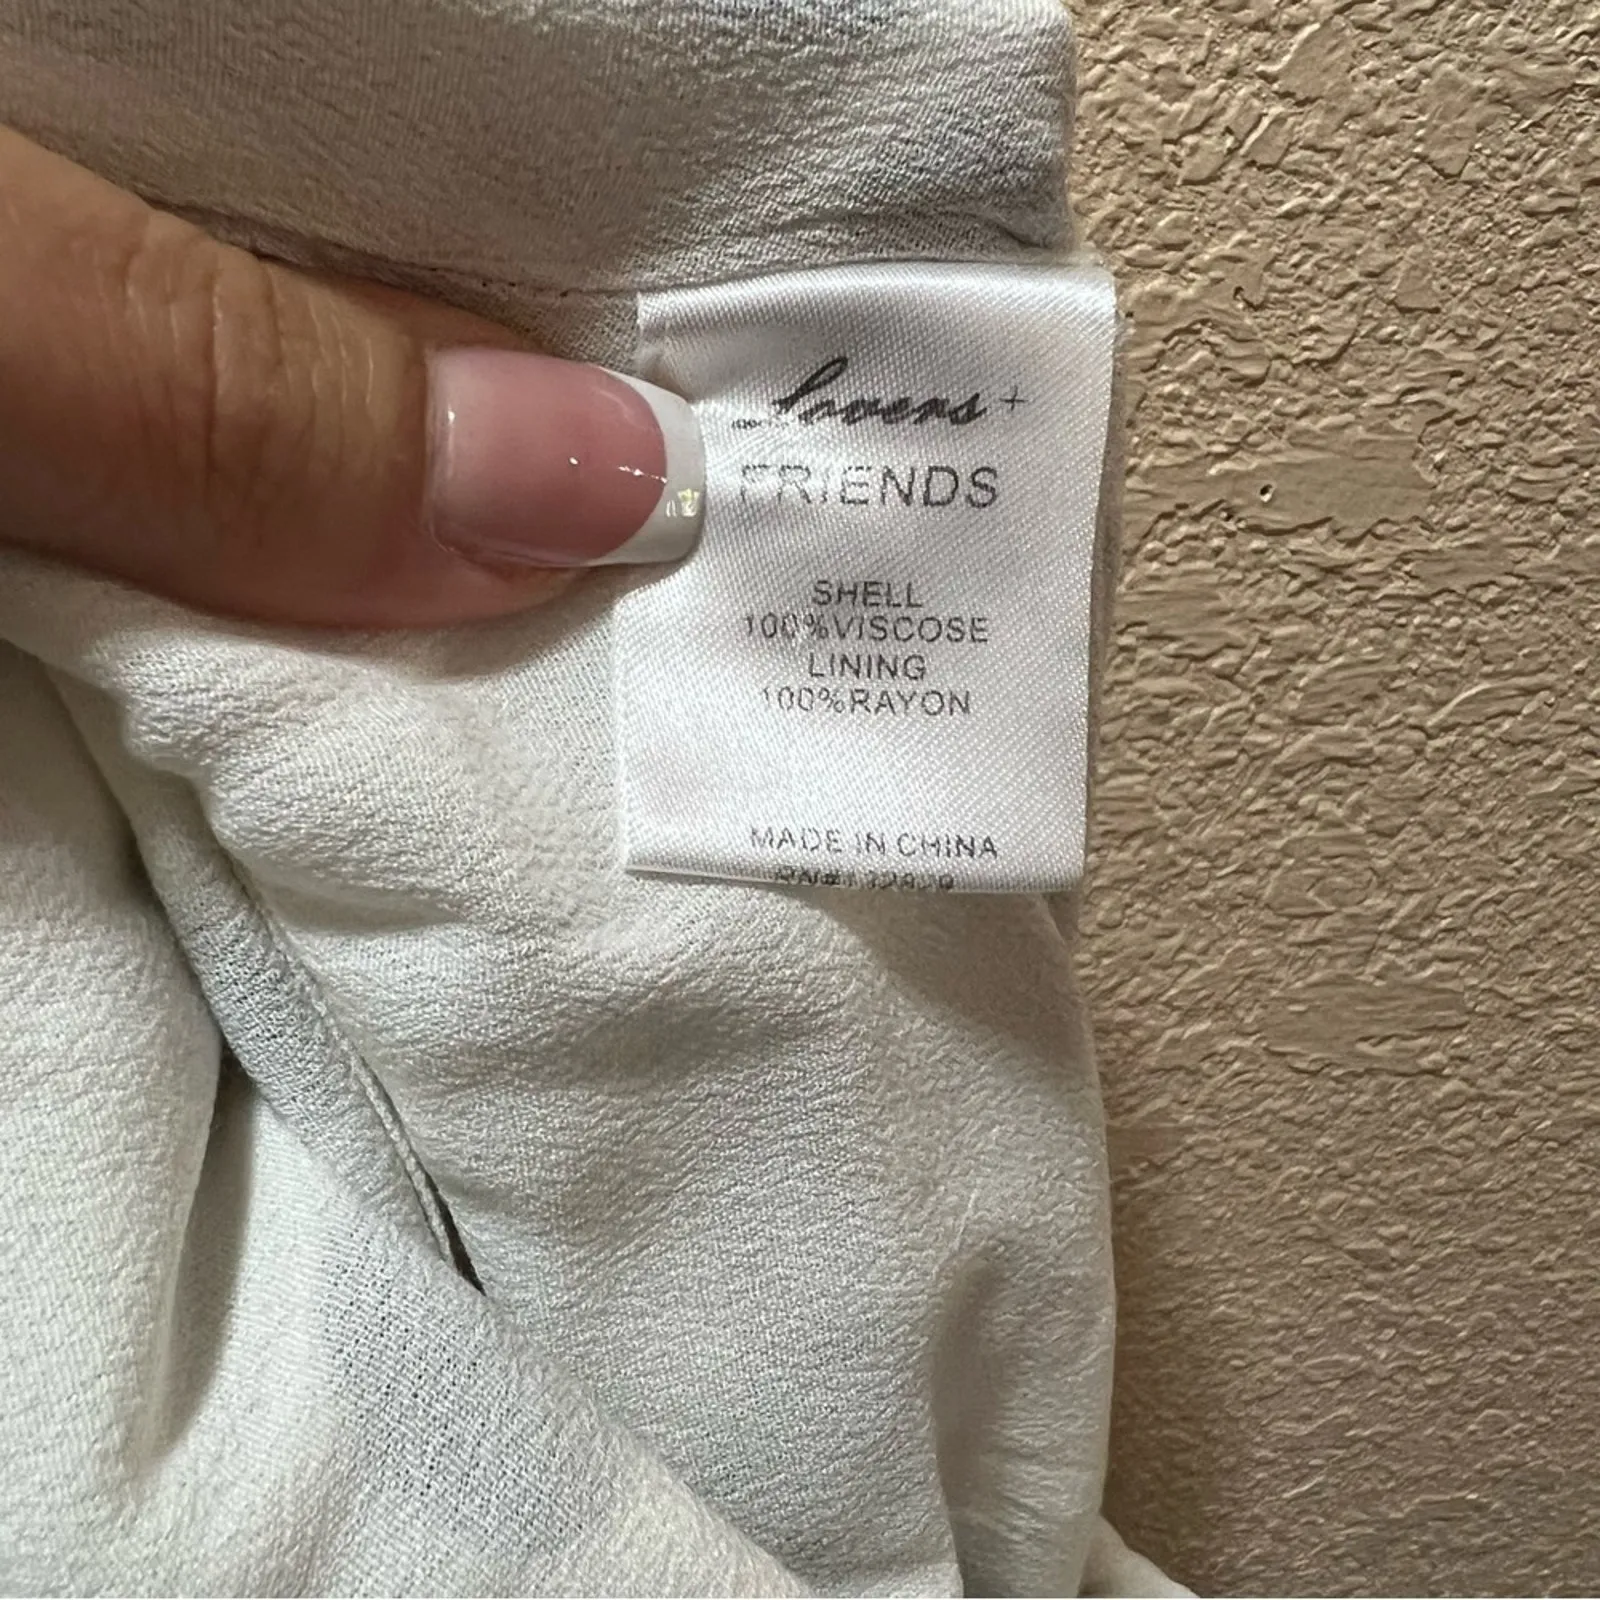 Lovers +
FRIENDS
SHELL
100%VISCOSE
LINING
100%RAYON
MADE IN CHINA